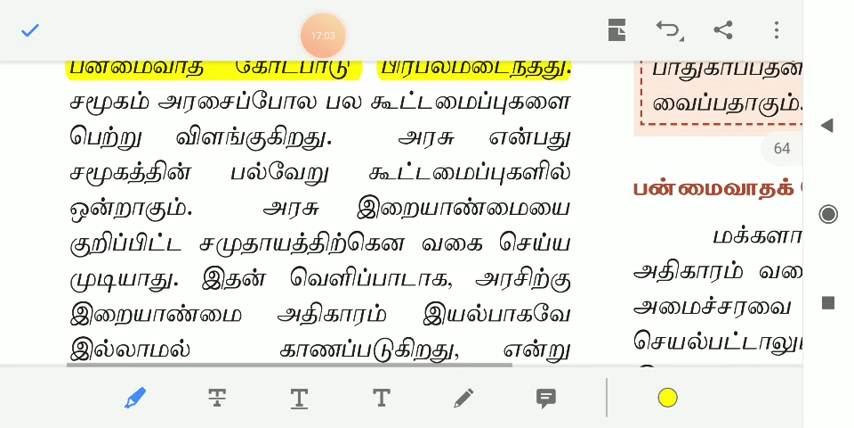 17:03
பன்மைவாத கோட்பாடு பிரபலமடைந்தது.
சமூகம் அரசைப்போல பல கூட்டமைப்புகளை
பெற்று விளங்குகிறது. அரசு என்பது
சமூகத்தின் பல்வேறு கூட்டமைப்புகளில்
ஒன்றாகும். அரசு இறையாண்மையை
குறிப்பிட்ட சமுதாயத்திற்கென வகை செய்ய
முடியாது. இதன் வெளிப்பாடாக, அரசிற்கு
இறையாண்மை அதிகாரம் இயல்பாகவே
இல்லாமல் காணப்படுகிறது, என்று
பாதுகாப்பதன்
வைப்பதாகும்.
64
பன்மைவாதக்
மக்களா
அதிகாரம்
அமைச்சரவை
செயல்பட்டாலு